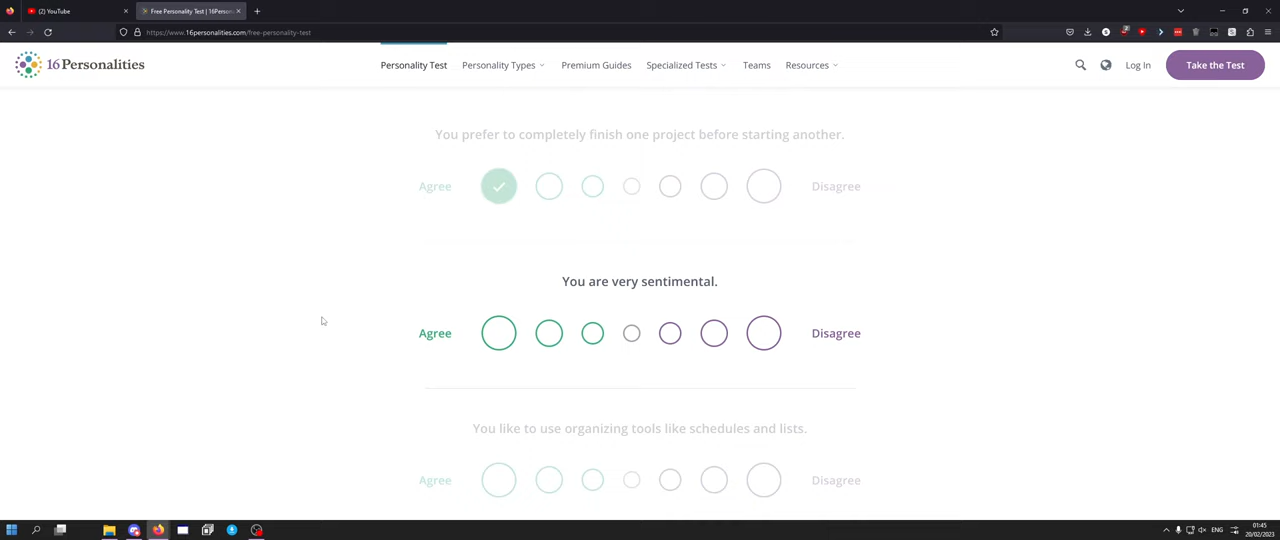 (2) YouTube
Free Personality Test | 16Person
https://www.16personalities.com/free-personality-test
16Personalities
Personality Test
Personality Types
Premium Guides
Specialized Tests
Teams
Resources
Log In
Take the Test
You prefer to completely finish one project before starting another.
Agree
Disagree
You are very sentimental.
Agree
Disagree
You like to use organizing tools like schedules and lists.
Agree
Disagree
ENG
01:45
20/02/2023